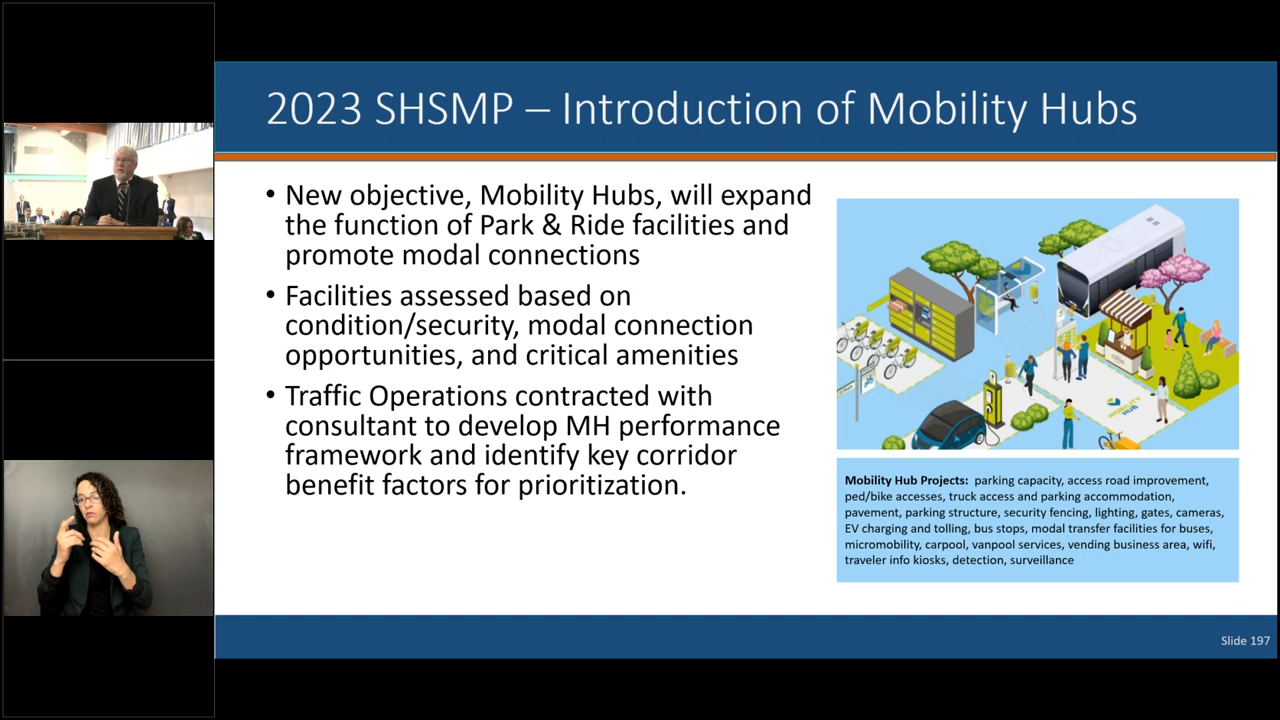 2023 SHSMP – Introduction of Mobility Hubs
• New objective, Mobility Hubs, will expand
the function of Park & Ride facilities and
promote modal connections
• Facilities assessed based on
condition/security, modal connection
opportunities, and critical amenities
• Traffic Operations contracted with
consultant to develop MH performance
framework and identify key corridor
benefit factors for prioritization.
MOBILITY
HUB
Mobility Hub Projects: parking capacity, access road improvement,
ped/bike accesses, truck access and parking accommodation,
pavement, parking structure, security fencing, lighting, gates, cameras,
EV charging and tolling, bus stops, modal transfer facilities for buses,
micromobility, carpool, vanpool services, vending business area, wifi,
traveler info kiosks, detection, surveillance
Slide 197